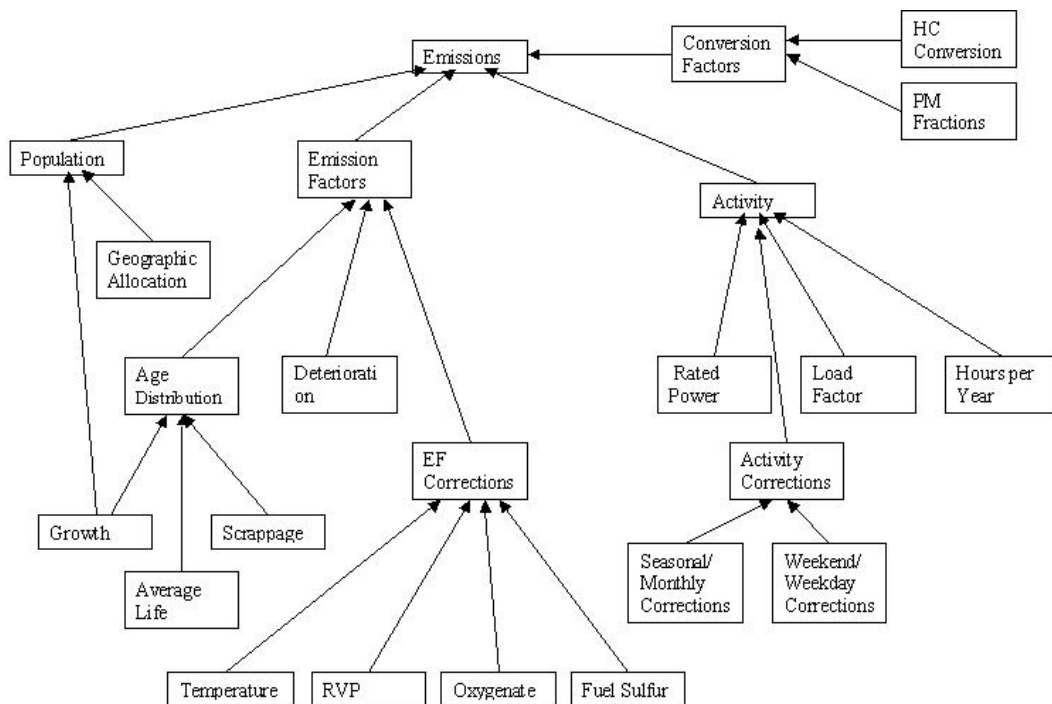 HC
Conversion
Emissions
Conversion
Factors
PM
Fractions
Population
Emission
Factors
Activity
Geographic
Allocation
Age
Distribution
Deteriorati
on
Rated
Power
Load
Factor
Hours per
Year
EF
Corrections
Activity
Corrections
Growth
Scrappage
Seasonal/
Monthly
Corrections
Weekend/
Weekday
Corrections
Average
Life
Temperature
RVP
Oxygenate
Fuel Sulfur